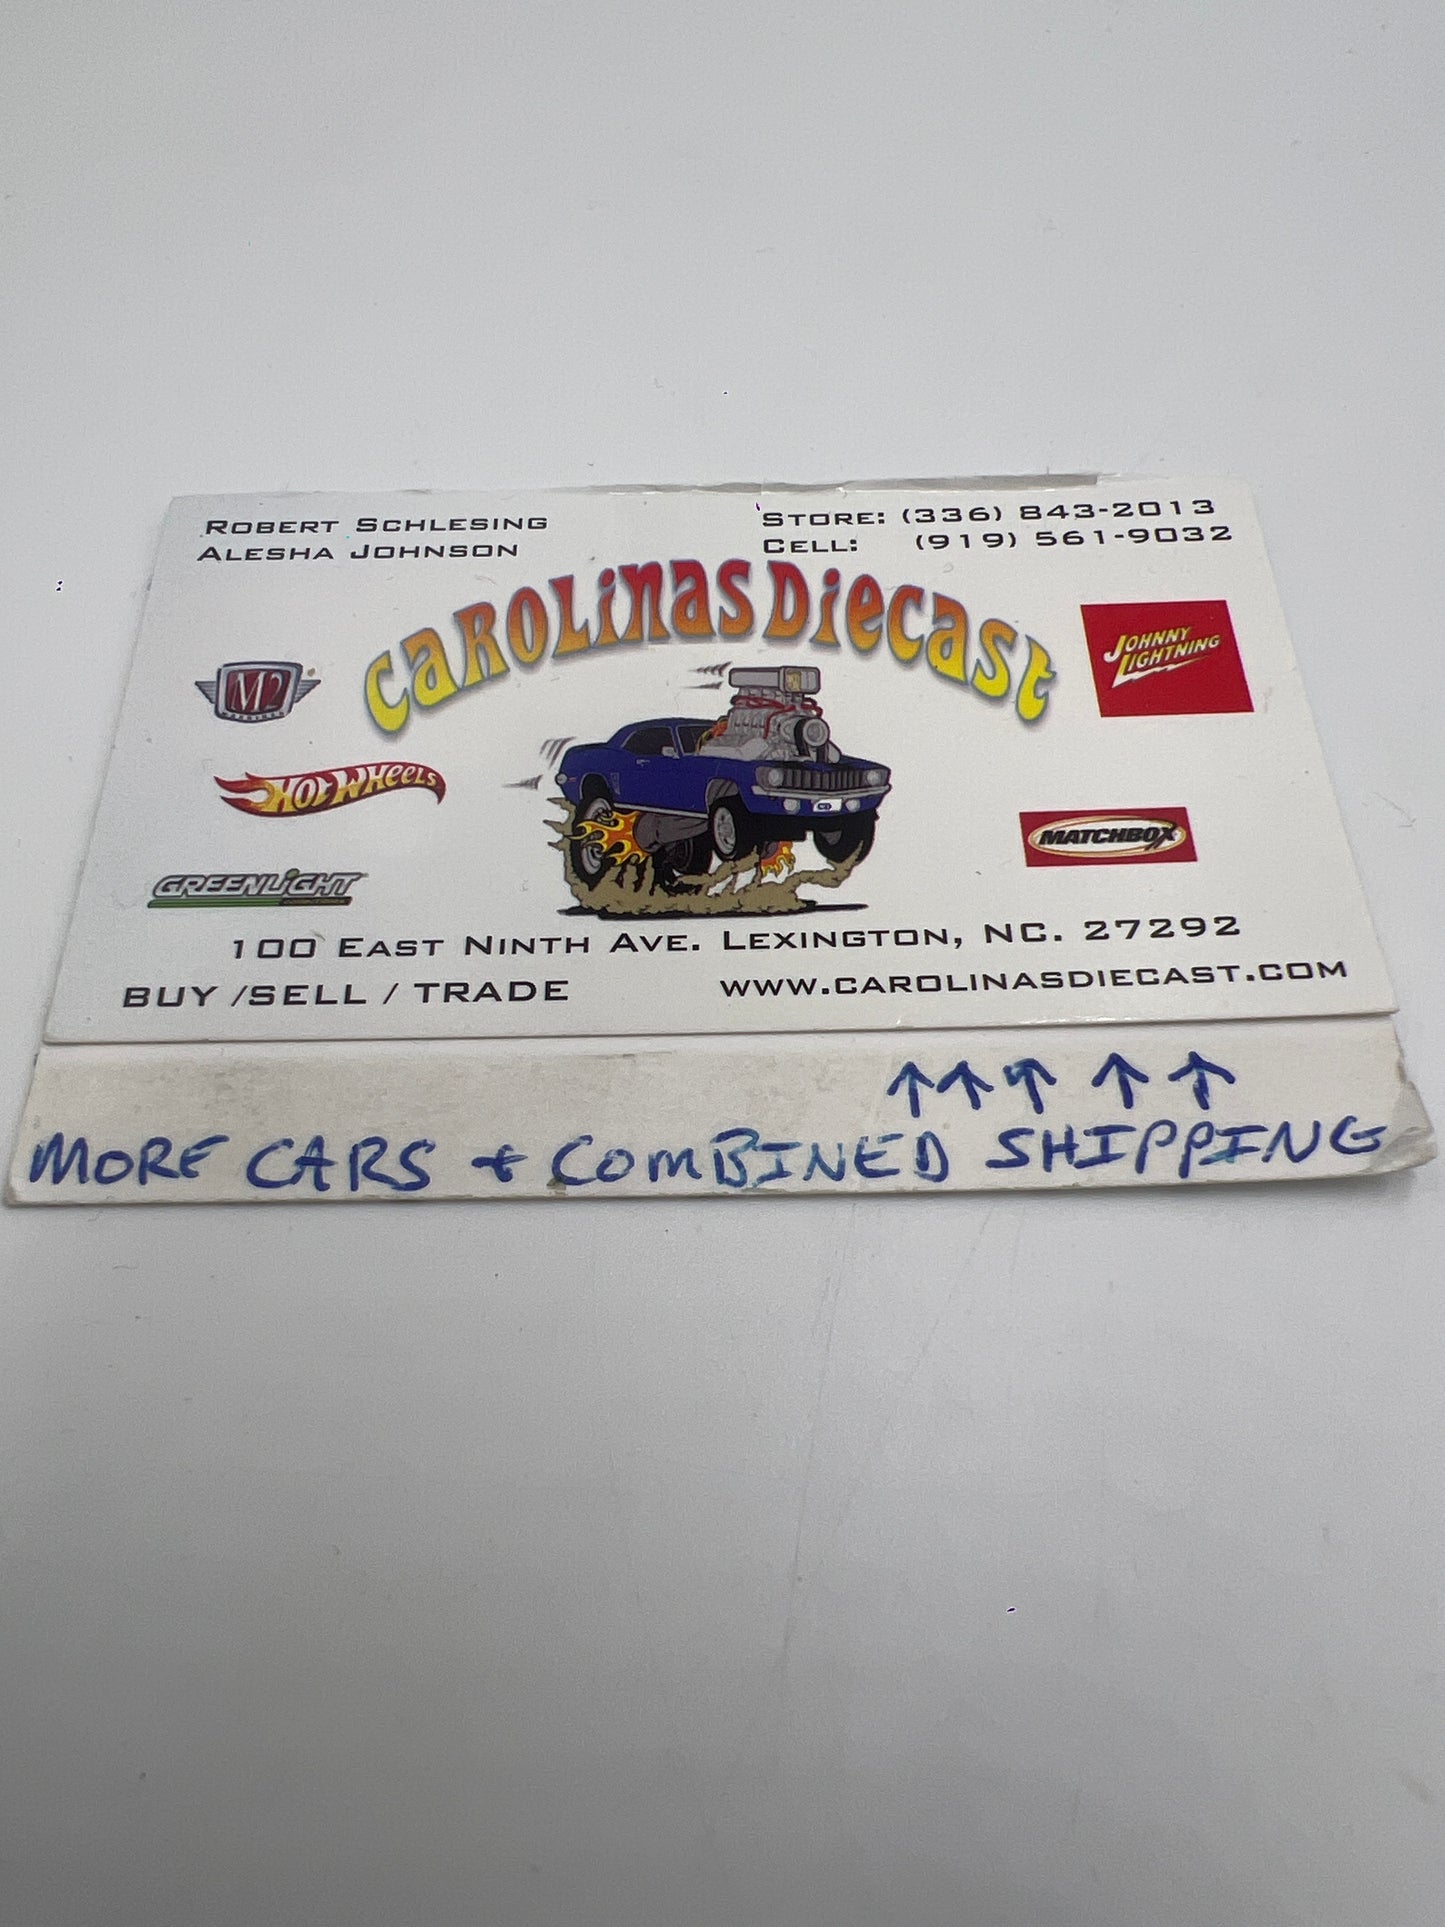 ROBERT SCHLESING
ALESHA JOHNSON
STORE: (336) 843-2013
CELL: (919) 561-9032
CAROLINAS DIECAST
M2
JOHNNY
LIGHTNING
HOT WHEELS
MATCHBOX
GREENLIGHT
100 EAST NINTH AVE. LEXINGTON, NC. 27292
BUY /SELL / TRADE
WWW.CAROLINASDIECAST.COM
↑↑↑↑↑
MORE CARS + COMBINED SHIPPING